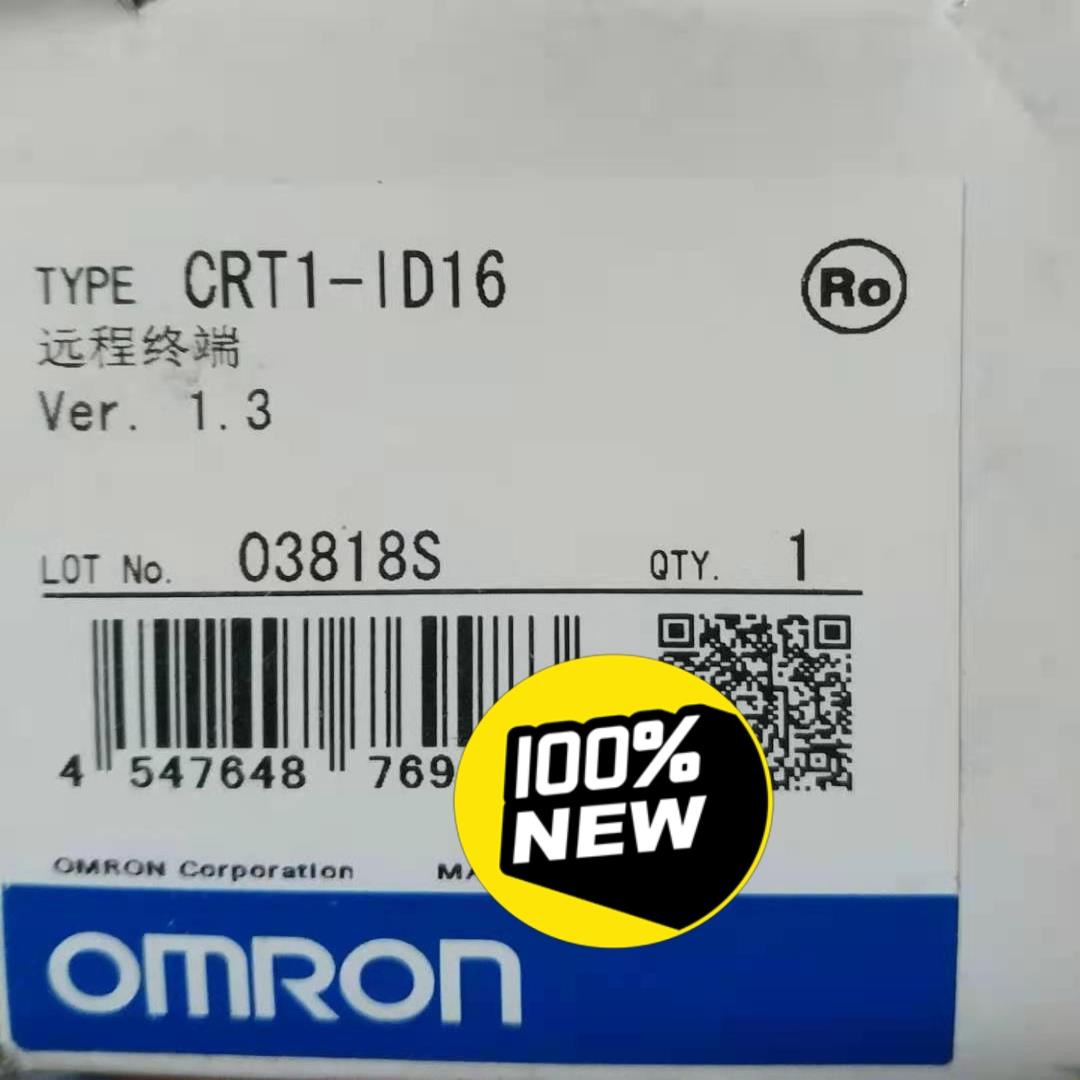 TYPE CRT1-ID16
Ro
远程终端
Ver. 1.3
LOT No. 03818S QTY. 1
4 547648 769
100%
NEW
OMRON Corporation
OMRON